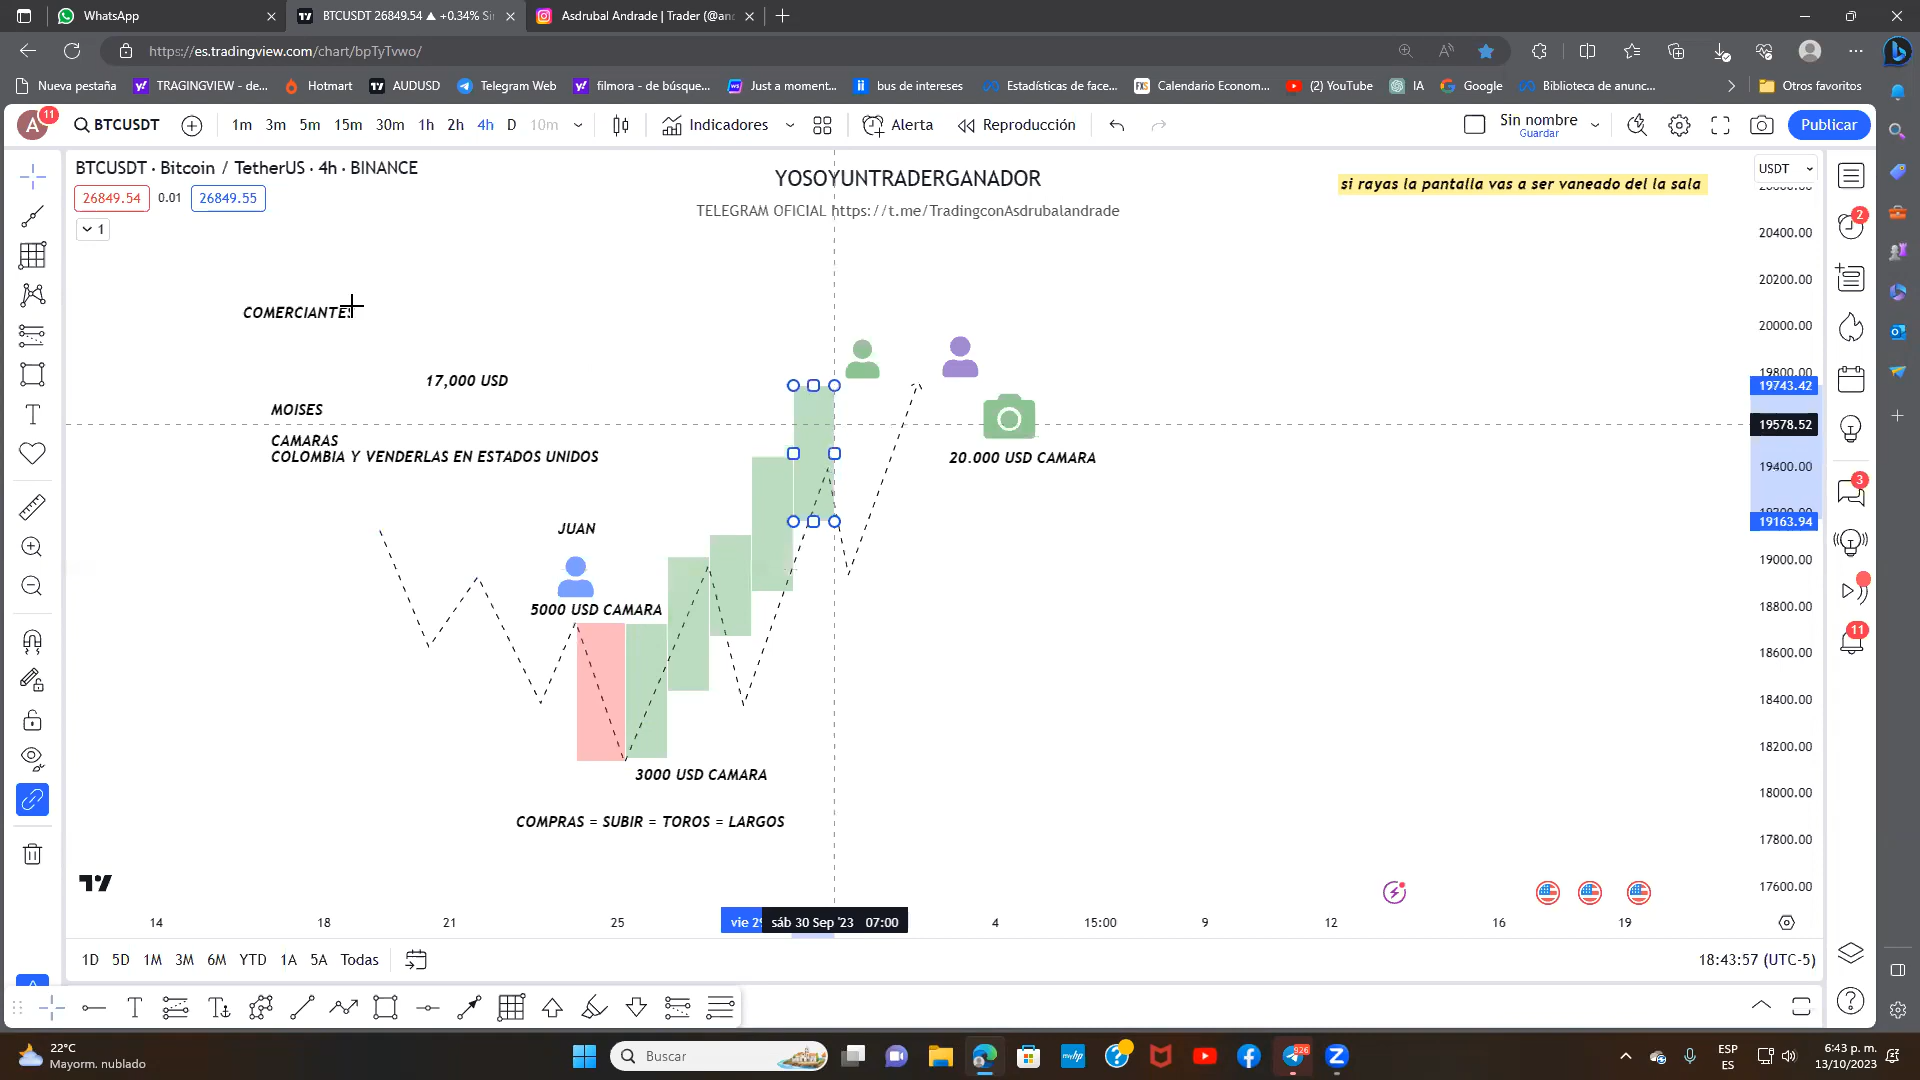 WhatsApp
BTCUSDT 26849.54 ▲ +0.34% Si
Asdrubal Andrade | Trader (@and
https://es.tradingview.com/chart/bpTyTvwo/
Nueva pestaña
TRAGINGVIEW - de...
Hotmart
AUDUSD
Telegram Web
filmora - de búsque...
Just a moment...
bus de intereses
Estadísticas de face...
Calendario Econom...
(2) YouTube
IA
Google
Biblioteca de anunc...
Otros favoritos
A
11
BTCUSDT
1m 3m 5m 15m 30m 1h 2h 4h D 10m
Indicadores
Alerta
Reproducción
Sin nombre
Guardar
Publicar
BTCUSDT · Bitcoin / TetherUS · 4h · BINANCE
26849.54 0.01 26849.55
1
YOSOYUNTRADERGANADOR
TELEGRAM OFICIAL https://t.me/TradingconAsdrubalandrade
si rayas la pantalla vas a ser vaneado del la sala
USDT
COMERCIANTE
17,000 USD
MOISES
CAMARAS
COLOMBIA Y VENDERLAS EN ESTADOS UNIDOS
JUAN
5000 USD CAMARA
3000 USD CAMARA
COMPRAS = SUBIR = TOROS = LARGOS
20.000 USD CAMARA
20400.00
20200.00
20000.00
19800.00
19743.42
19578.52
19400.00
19163.94
19000.00
18800.00
18600.00
18400.00
18200.00
18000.00
17800.00
17600.00
2
3
11
14 18 21 25 vie 29 sáb 30 Sep '23 07:00 4 15:00 9 12 16 19
1D 5D 1M 3M 6M YTD 1A 5A Todas
18:43:57 (UTC-5)
22°C
Mayorm. nublado
Buscar
926
ESP
ES
6:43 p. m.
13/10/2023